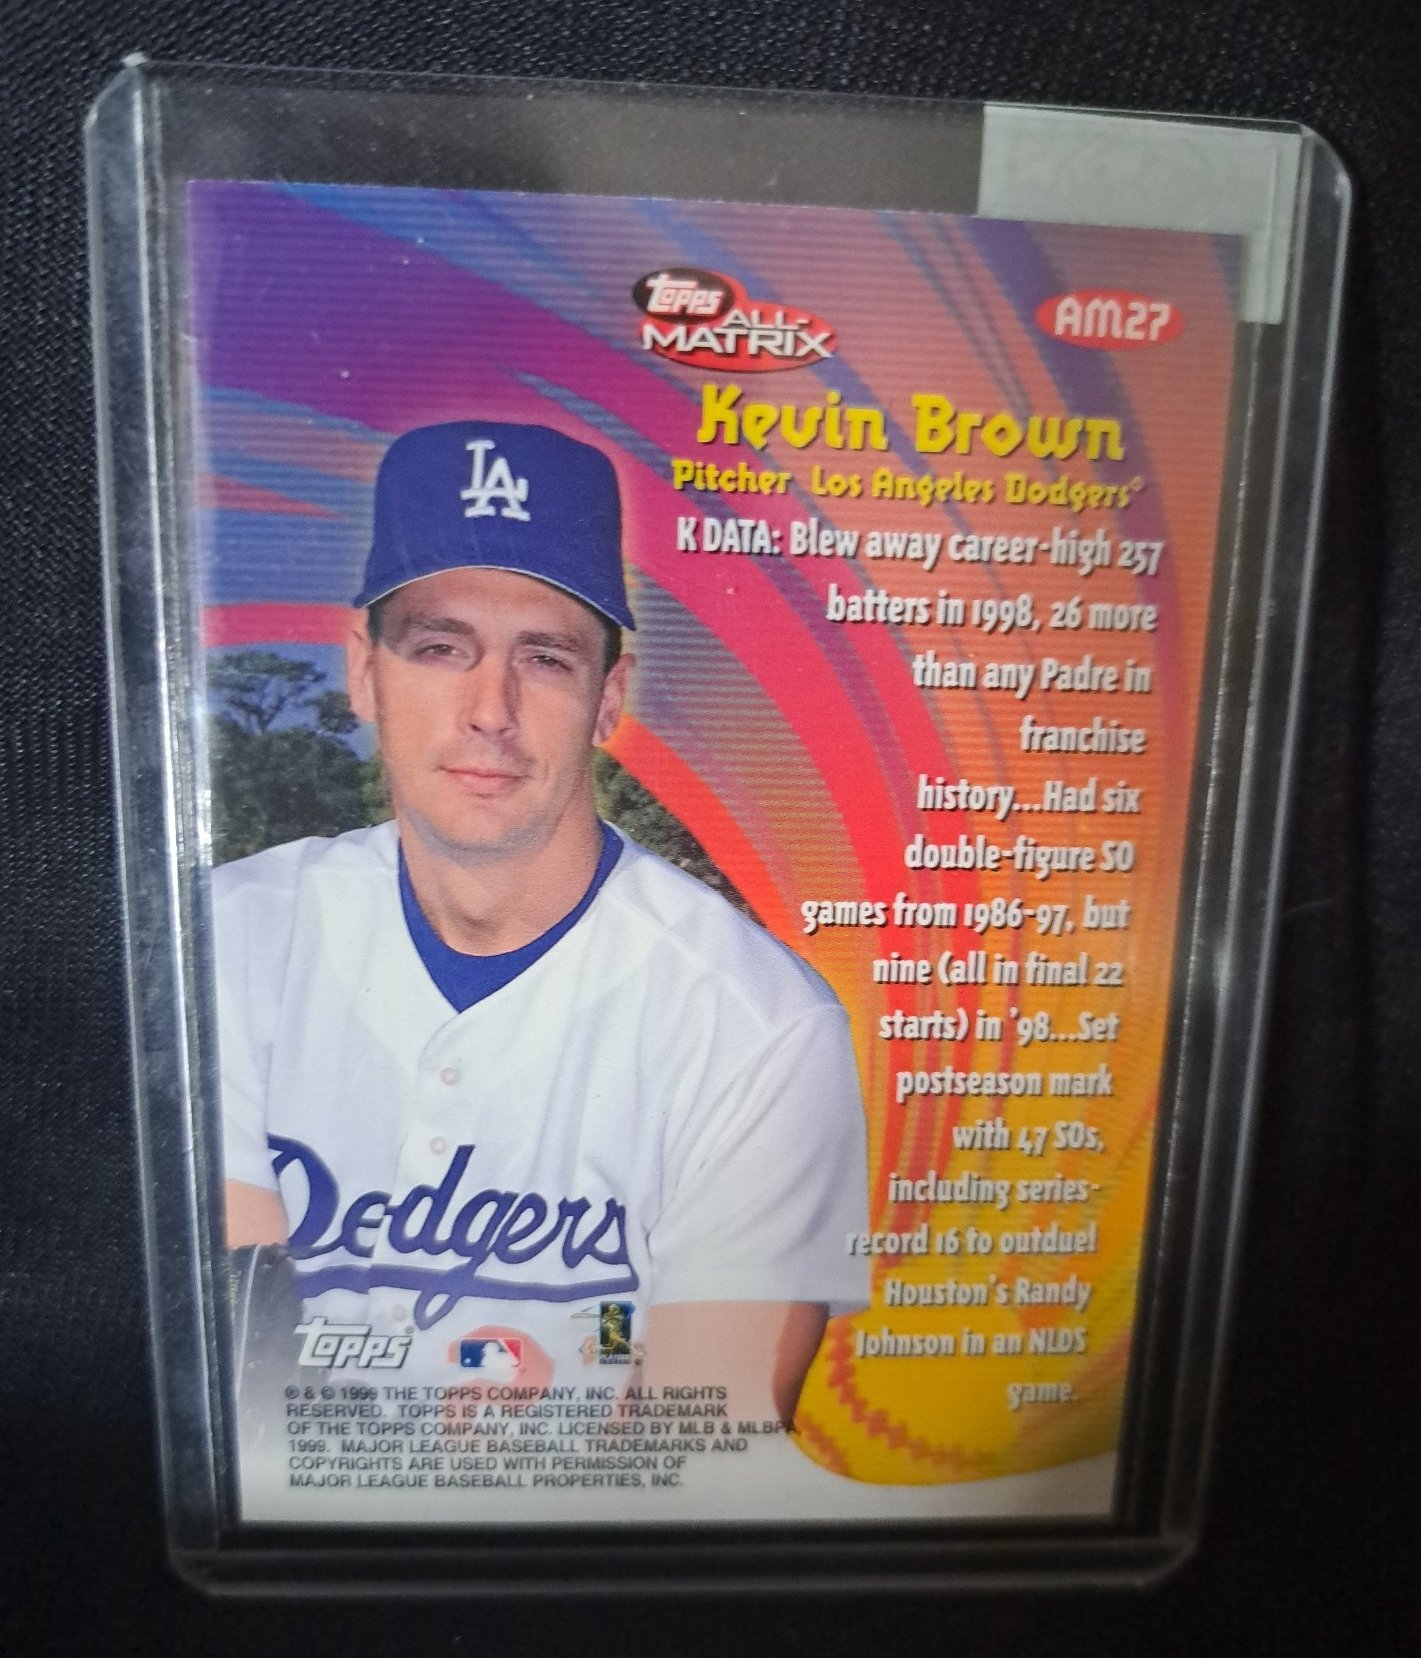 TOPPS
ALL-
MATRIX
AM27
Kevin Brown
Pitcher Los Angeles Dodgers
K DATA: Blew away career-high 257
batters in 1998, 26 more
than any Padre in
franchise
history...Had six
double-figure SO
games from 1986-97, but
nine (all in final 22
starts) in '98...Set
postseason mark
with 47 SOs,
including series-
record 16 to outduel
Houston's Randy
Johnson in an NLDS
game.
LA
Dodgers
TOPPS®
® & © 1999 THE TOPPS COMPANY, INC. ALL RIGHTS
RESERVED. TOPPS IS A REGISTERED TRADEMARK
OF THE TOPPS COMPANY, INC. LICENSED BY MLB & MLBPA,
1999. MAJOR LEAGUE BASEBALL TRADEMARKS AND
COPYRIGHTS ARE USED WITH PERMISSION OF
MAJOR LEAGUE BASEBALL PROPERTIES, INC.